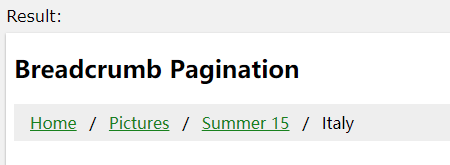 Result:
Breadcrumb Pagination
Home / Pictures / Summer 15 / Italy